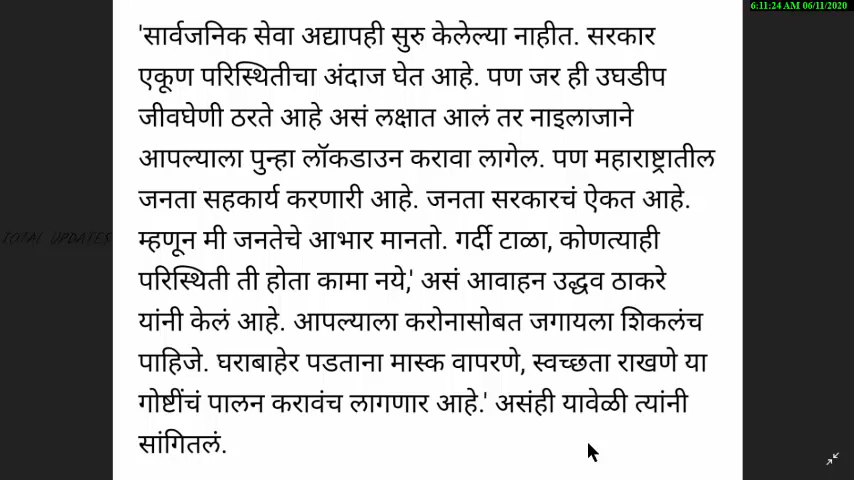 6:11:24 AM 06/11/2020
'सार्वजनिक सेवा अद्यापही सुरु केलेल्या नाहीत. सरकार
एकूण परिस्थितीचा अंदाज घेत आहे. पण जर ही उघडीप
जीवघेणी ठरते आहे असं लक्षात आलं तर नाइलाजाने
आपल्याला पुन्हा लॉकडाउन करावा लागेल. पण महाराष्ट्रातील
जनता सहकार्य करणारी आहे. जनता सरकारचं ऐकत आहे.
TOTAL UPDATES
म्हणून मी जनतेचे आभार मानतो. गर्दी टाळा, कोणत्याही
परिस्थिती ती होता कामा नये,' असं आवाहन उद्धव ठाकरे
यांनी केलं आहे. आपल्याला करोनासोबत जगायला शिकलंच
पाहिजे. घराबाहेर पडताना मास्क वापरणे, स्वच्छता राखणे या
गोष्टींचं पालन करावंच लागणार आहे.' असंही यावेळी त्यांनी
सांगितलं.